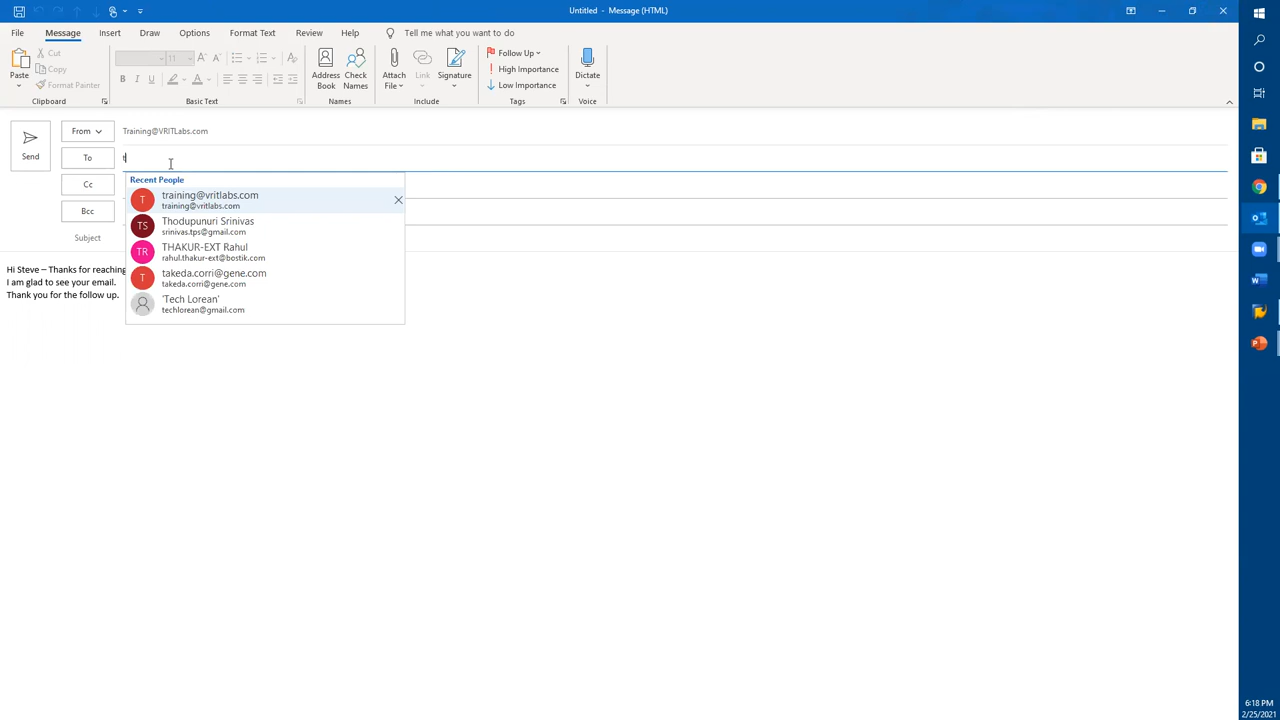 Untitled - Message (HTML)
File Message Insert Draw Options Format Text Review Help Tell me what you want to do
Paste
Cut
Copy
Format Painter
Clipboard
11
B I U
Basic Text
Address Book
Check Names
Names
Attach File
Link
Signature
Include
Follow Up
High Importance
Low Importance
Tags
Dictate
Voice
Send
From Training@VRITLabs.com
To t
Cc
Bcc
Subject
Recent People
T training@vritlabs.com
training@vritlabs.com
TS Thodupunuri Srinivas
srinivas.tps@gmail.com
TR THAKUR-EXT Rahul
rahul.thakur-ext@bostik.com
T takeda.corri@gene.com
takeda.corri@gene.com
'Tech Lorean'
techlorean@gmail.com
Hi Steve – Thanks for reaching
I am glad to see your email.
Thank you for the follow up.
6:18 PM
2/25/2021